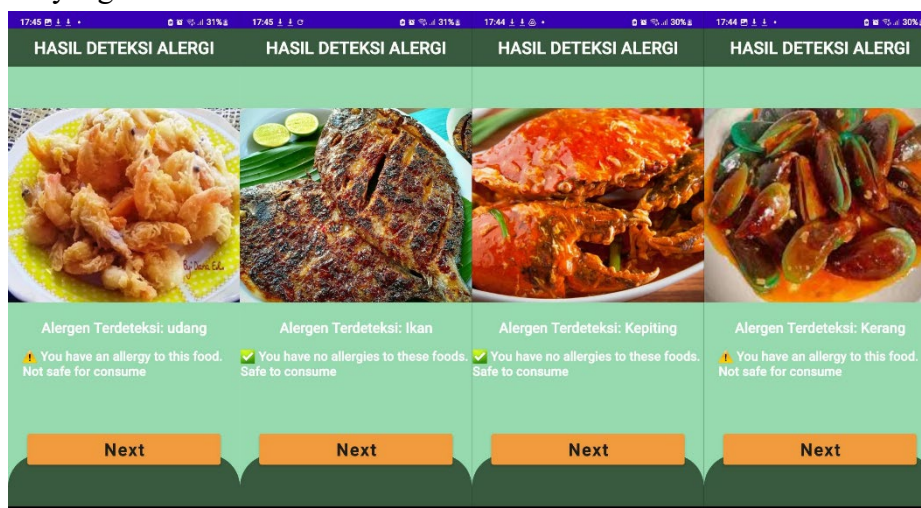 17:45
31%
HASIL DETEKSI ALERGI
Alergen Terdeteksi: udang
⚠️ You have an allergy to this food.
Not safe for consume
Next
17:45
31%
HASIL DETEKSI ALERGI
Alergen Terdeteksi: Ikan
✅ You have no allergies to these foods.
Safe to consume
Next
17:44
30%
HASIL DETEKSI ALERGI
Alergen Terdeteksi: Kepiting
✅ You have no allergies to these foods.
Safe to consume
Next
17:44
30%
HASIL DETEKSI ALERGI
Alergen Terdeteksi: Kerang
⚠️ You have an allergy to this food.
Not safe for consume
Next